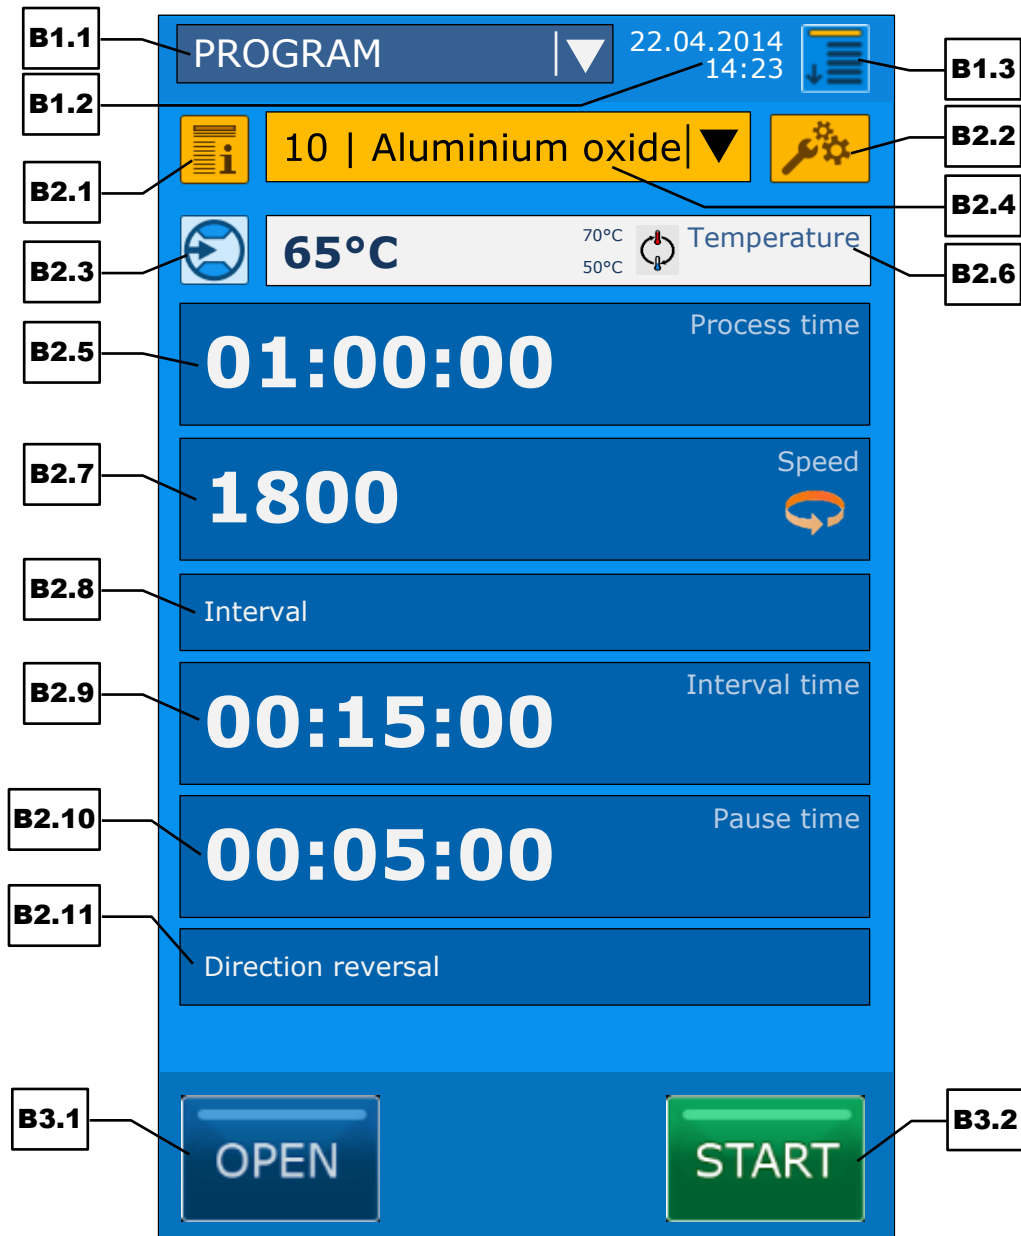 B1.1
PROGRAM
22.04.2014
14:23
B1.3
B1.2
10 | Aluminium oxide
B2.2
B2.1
B2.4
B2.3
65°C
70°C
50°C
Temperature
B2.6
B2.5
01:00:00
Process time
B2.7
1800
Speed
B2.8
Interval
B2.9
00:15:00
Interval time
B2.10
00:05:00
Pause time
B2.11
Direction reversal
B3.1
OPEN
START
B3.2